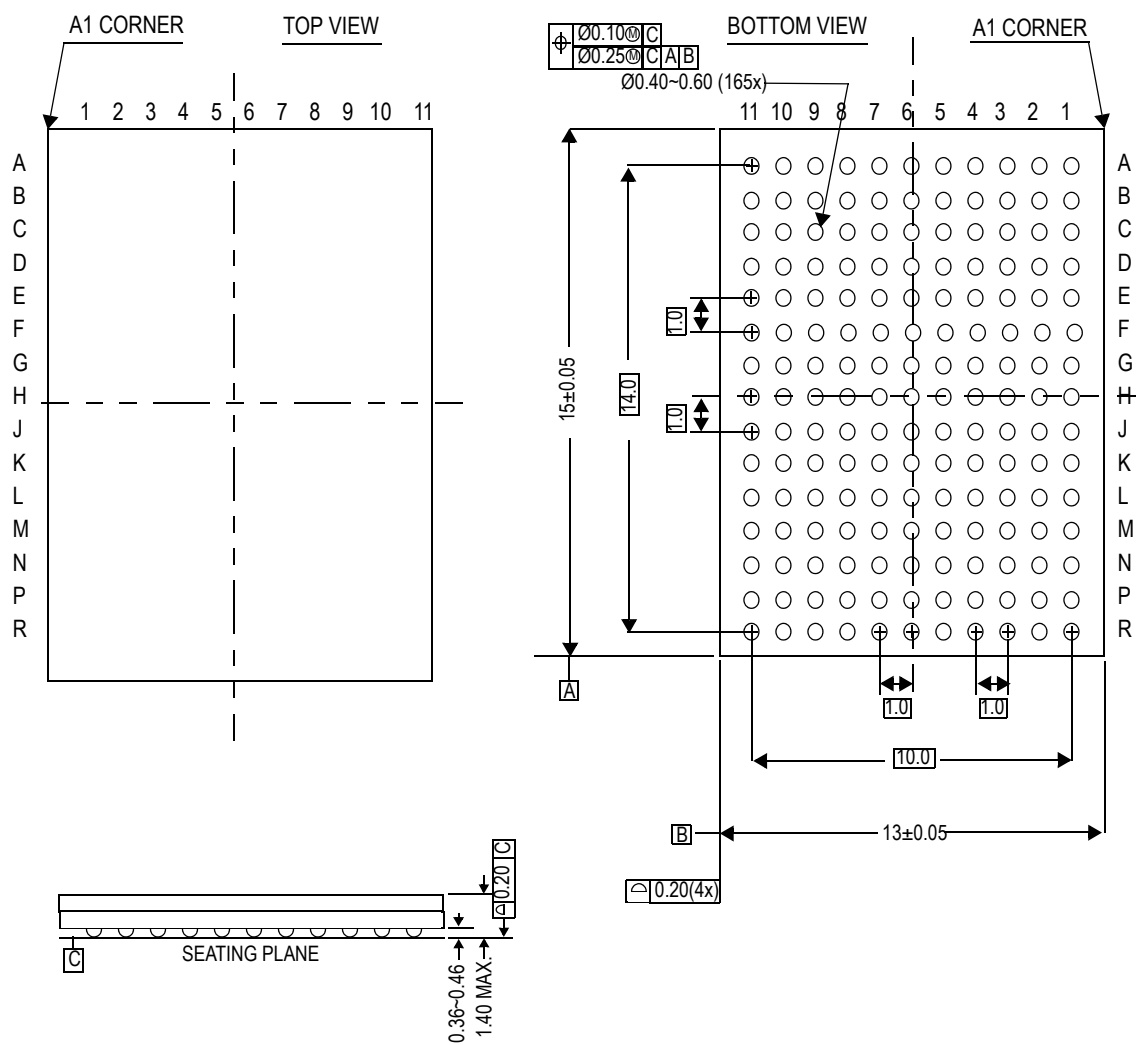 A1 CORNER
TOP VIEW
1 2 3 4 5 6 7 8 9 10 11
A
B
C
D
E
F
G
H
J
K
L
M
N
P
R
Ø0.10Ⓜ C
Ø0.25Ⓜ C A B
BOTTOM VIEW
A1 CORNER
Ø0.40~0.60 (165x)
11 10 9 8 7 6 5 4 3 2 1
A
B
C
D
E
F
G
H
J
K
L
M
N
P
R
1.0
1.0
14.0
15±0.05
A
1.0
1.0
10.0
B
13±0.05
0.20(4x)
0.20 C
C
SEATING PLANE
0.36~0.46
1.40 MAX.